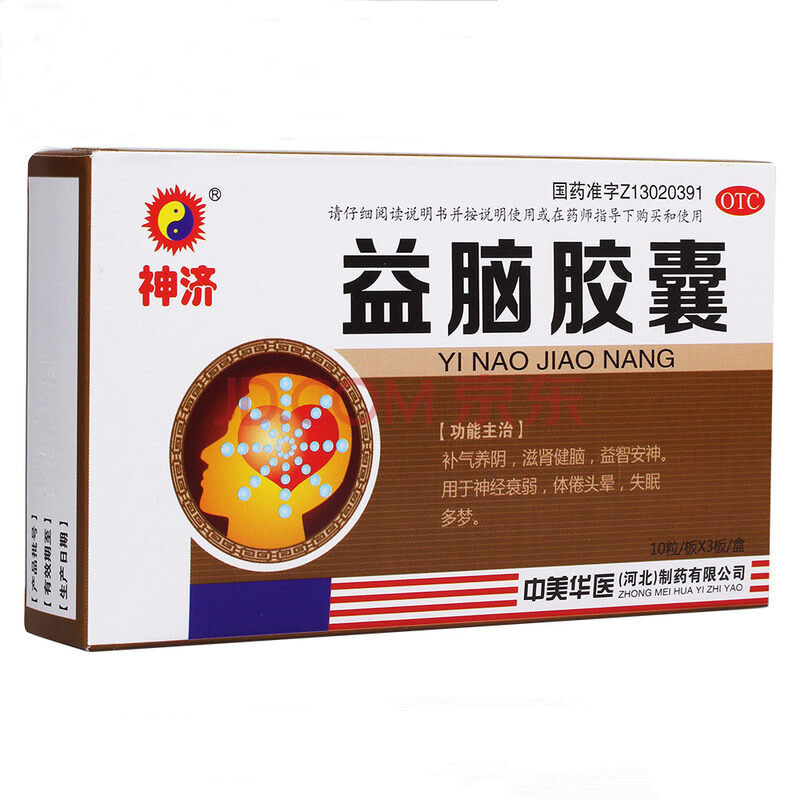 神济
®
国药准字Z13020391
OTC
请仔细阅读说明书并按说明使用或在药师指导下购买和使用
益脑胶囊
YI NAO JIAO NANG
JD.COM 京东
【功能主治】
补气养阴，滋肾健脑，益智安神。
用于神经衰弱，体倦头晕，失眠
多梦。
10粒/板X3板/盒
中美华医(河北)制药有限公司
ZHONG MEI HUA YI ZHI YAO
【产品批号】
【有效期至】
【生产日期】